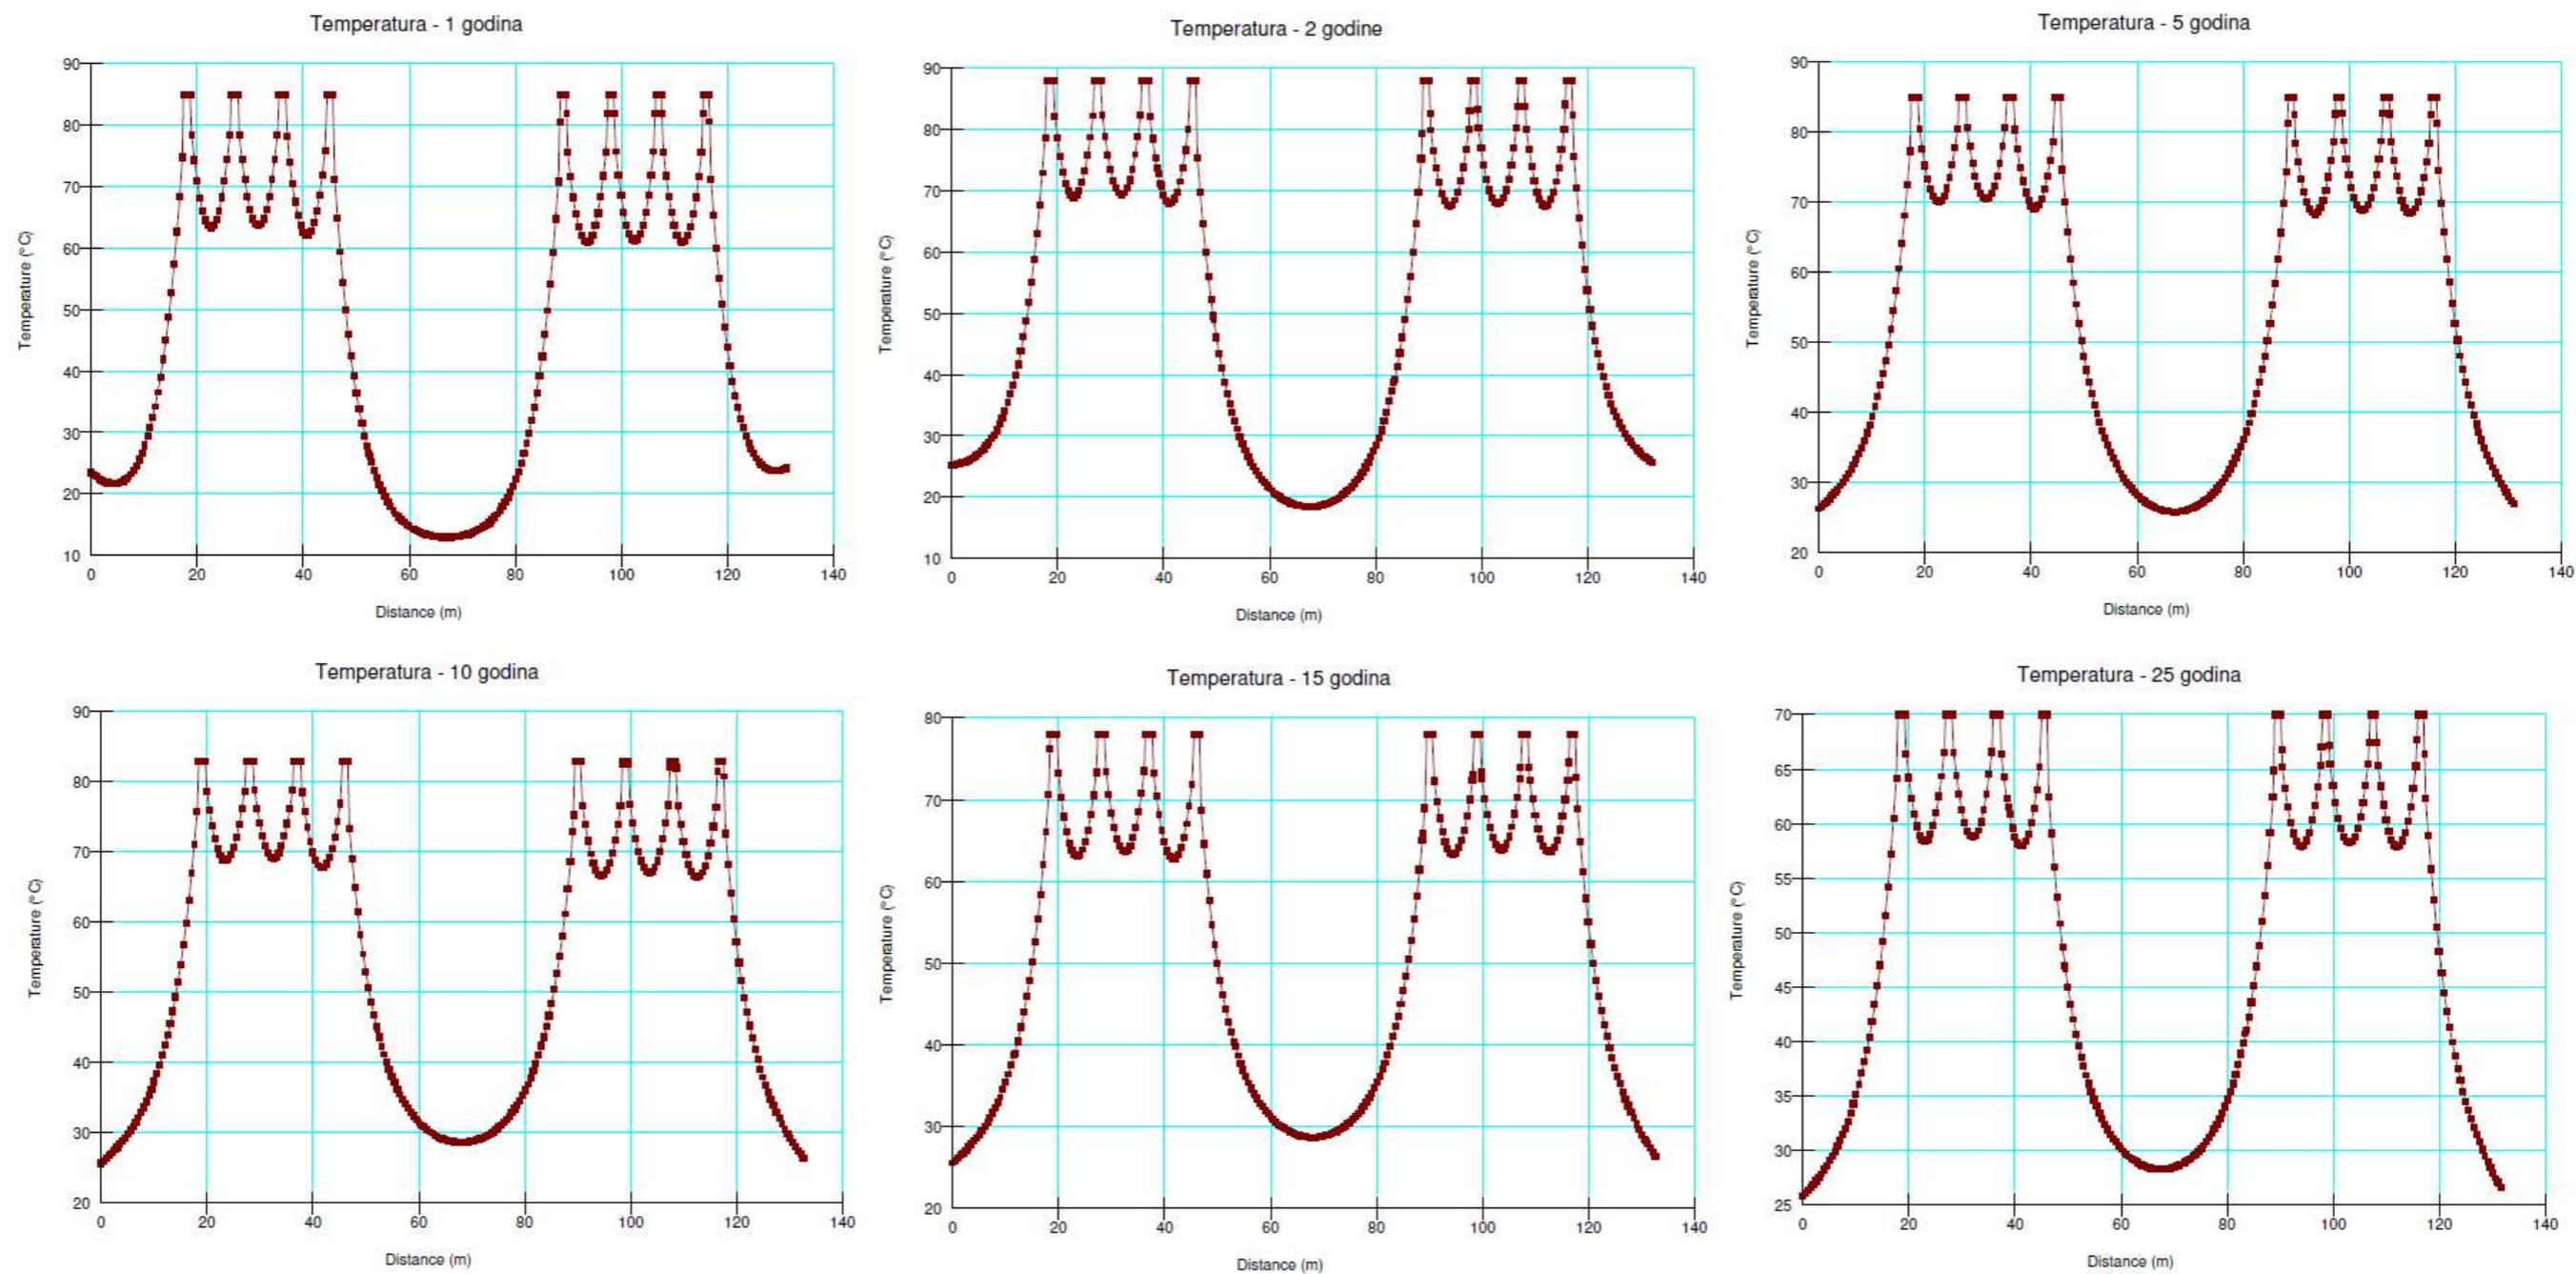 Temperatura - 1 godina
90
80
70
60
50
40
30
20
10
Temperature (°C)
0 20 40 60 80 100 120 140
Distance (m)
Temperatura - 2 godine
90
80
70
60
50
40
30
20
10
Temperature (°C)
0 20 40 60 80 100 120 140
Distance (m)
Temperatura - 5 godina
90
80
70
60
50
40
30
20
Temperature (°C)
0 20 40 60 80 100 120 140
Distance (m)
Temperatura - 10 godina
90
80
70
60
50
40
30
20
Temperature (°C)
0 20 40 60 80 100 120 140
Distance (m)
Temperatura - 15 godina
80
70
60
50
40
30
20
Temperature (°C)
0 20 40 60 80 100 120 140
Distance (m)
Temperatura - 25 godina
70
65
60
55
50
45
40
35
30
25
Temperature (°C)
0 20 40 60 80 100 120 140
Distance (m)